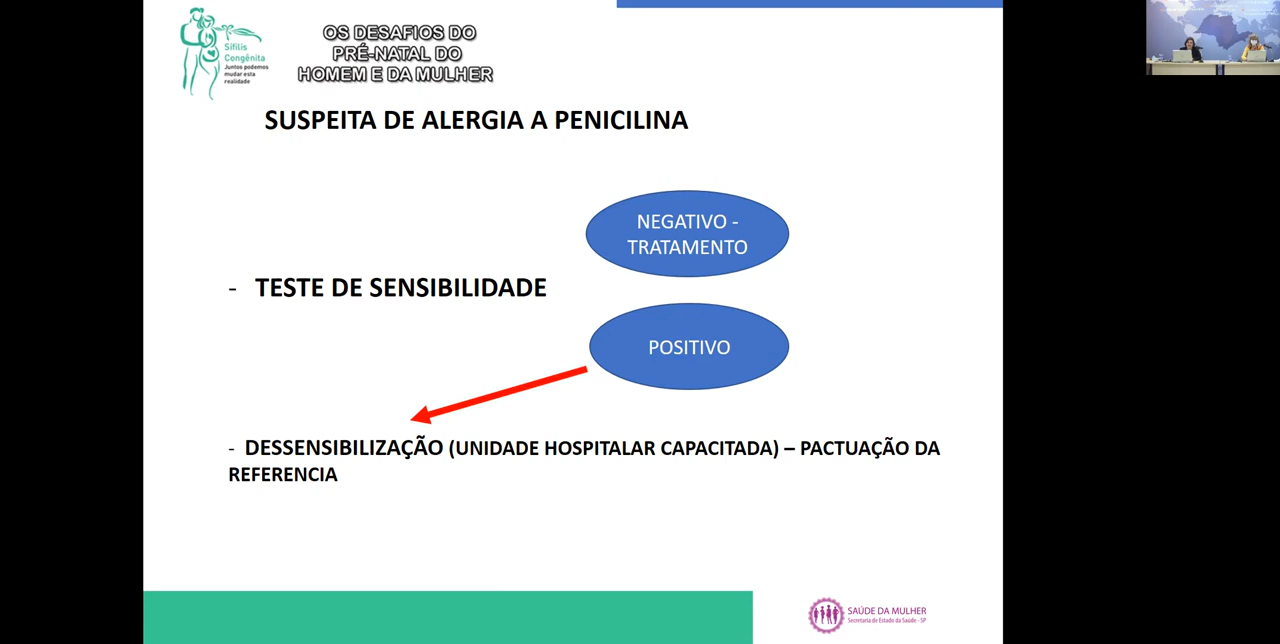 Sífilis
Congênita
Juntos podemos
mudar esta
realidade
OS DESAFIOS DO
PRÉ-NATAL DO
HOMEM E DA MULHER
SUSPEITA DE ALERGIA A PENICILINA
NEGATIVO -
TRATAMENTO
- TESTE DE SENSIBILIDADE
POSITIVO
- DESSENSIBILIZAÇÃO (UNIDADE HOSPITALAR CAPACITADA) – PACTUAÇÃO DA
REFERENCIA
SAÚDE DA MULHER
Secretaria de Estado da Saúde - SP